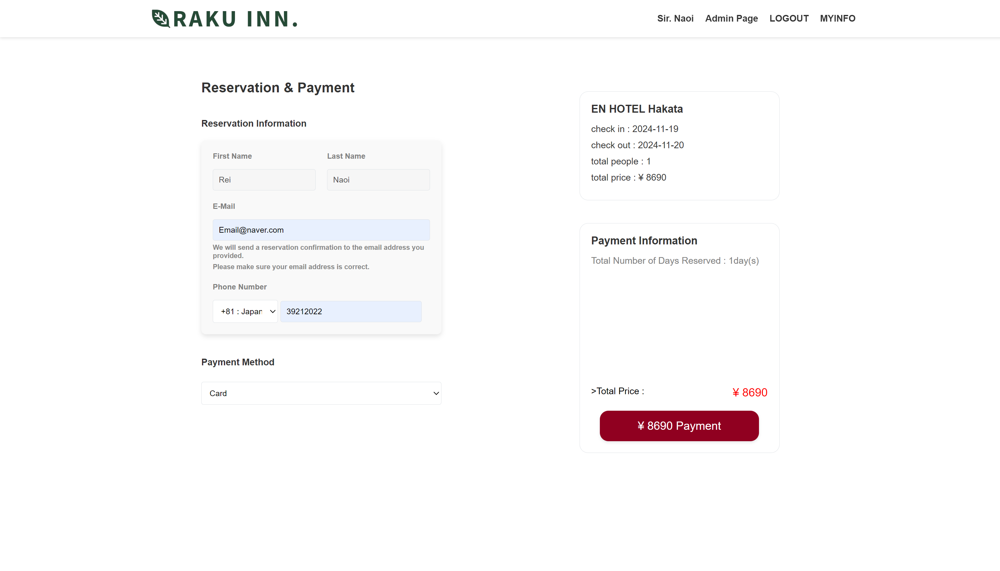 RAKU INN.
Sir. Naoi Admin Page LOGOUT MYINFO
Reservation & Payment
Reservation Information
First Name Last Name
Rei Naoi
E-Mail
Email@naver.com
We will send a reservation confirmation to the email address you
provided.
Please make sure your email address is correct.
Phone Number
+81 : Japan 39212022
Payment Method
Card
EN HOTEL Hakata
check in : 2024-11-19
check out : 2024-11-20
total people : 1
total price : ¥ 8690
Payment Information
Total Number of Days Reserved : 1day(s)
>Total Price : ¥ 8690
¥ 8690 Payment